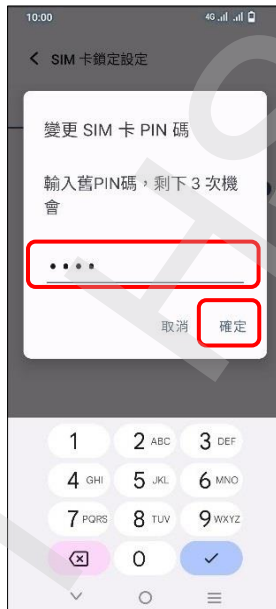 10:00
4G
SIM 卡鎖定設定
變更 SIM 卡 PIN 碼
輸入舊PIN碼，剩下 3 次機
會
••••
取消 確定
1 2 ABC 3 DEF
4 GHI 5 JKL 6 MNO
7 PQRS 8 TUV 9 WXYZ
0